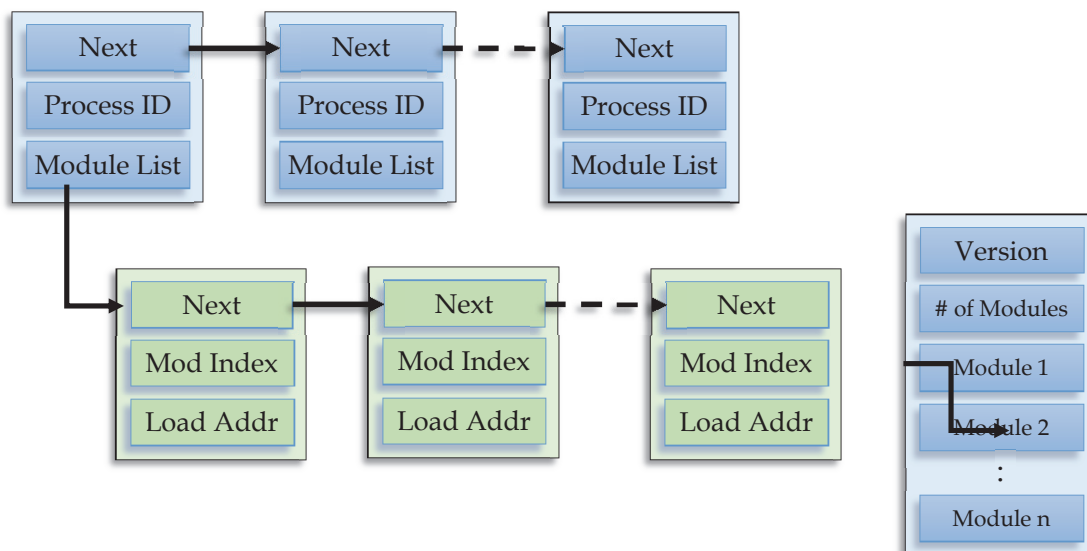 Next
Process ID
Module List
Next
Process ID
Module List
Next
Process ID
Module List
Next
Mod Index
Load Addr
Next
Mod Index
Load Addr
Next
Mod Index
Load Addr
Version
# of Modules
Module 1
Module 2
:
Module n